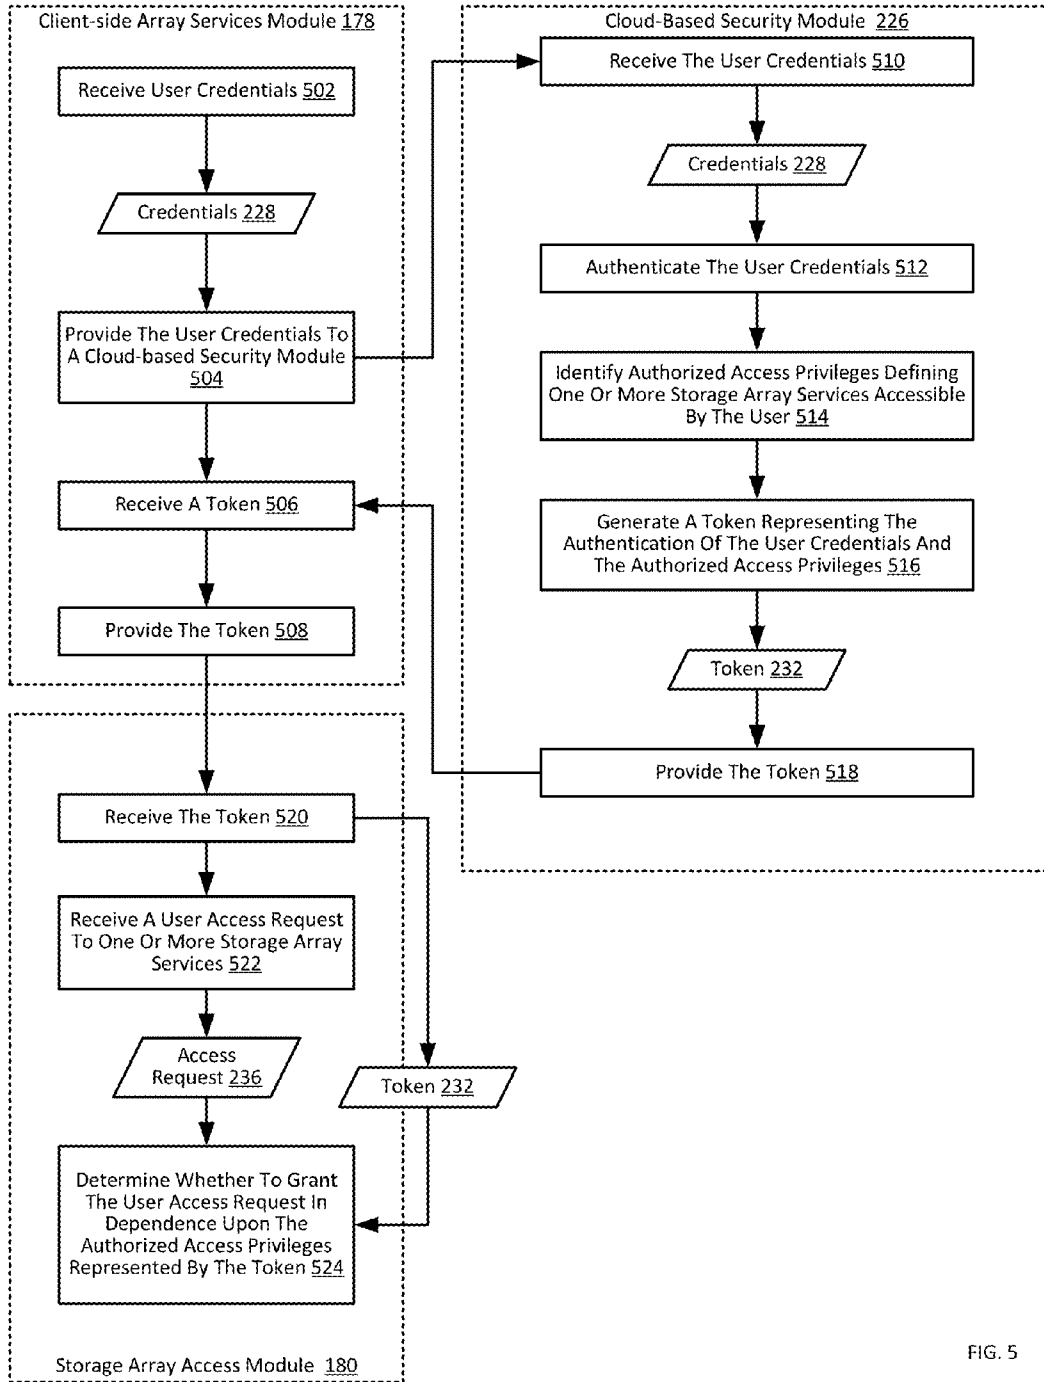 Client-side Array Services Module 178
Receive User Credentials 502
Credentials 228
Provide The User Credentials To
A Cloud-based Security Module
504
Receive A Token 506
Provide The Token 508
Cloud-Based Security Module 226
Receive The User Credentials 510
Credentials 228
Authenticate The User Credentials 512
Identify Authorized Access Privileges Defining
One Or More Storage Array Services Accessible
By The User 514
Generate A Token Representing The
Authentication Of The User Credentials And
The Authorized Access Privileges 516
Token 232
Provide The Token 518
Receive The Token 520
Receive A User Access Request
To One Or More Storage Array
Services 522
Access
Request 236
Token 232
Determine Whether To Grant
The User Access Request In
Dependence Upon The
Authorized Access Privileges
Represented By The Token 524
Storage Array Access Module 180
FIG. 5